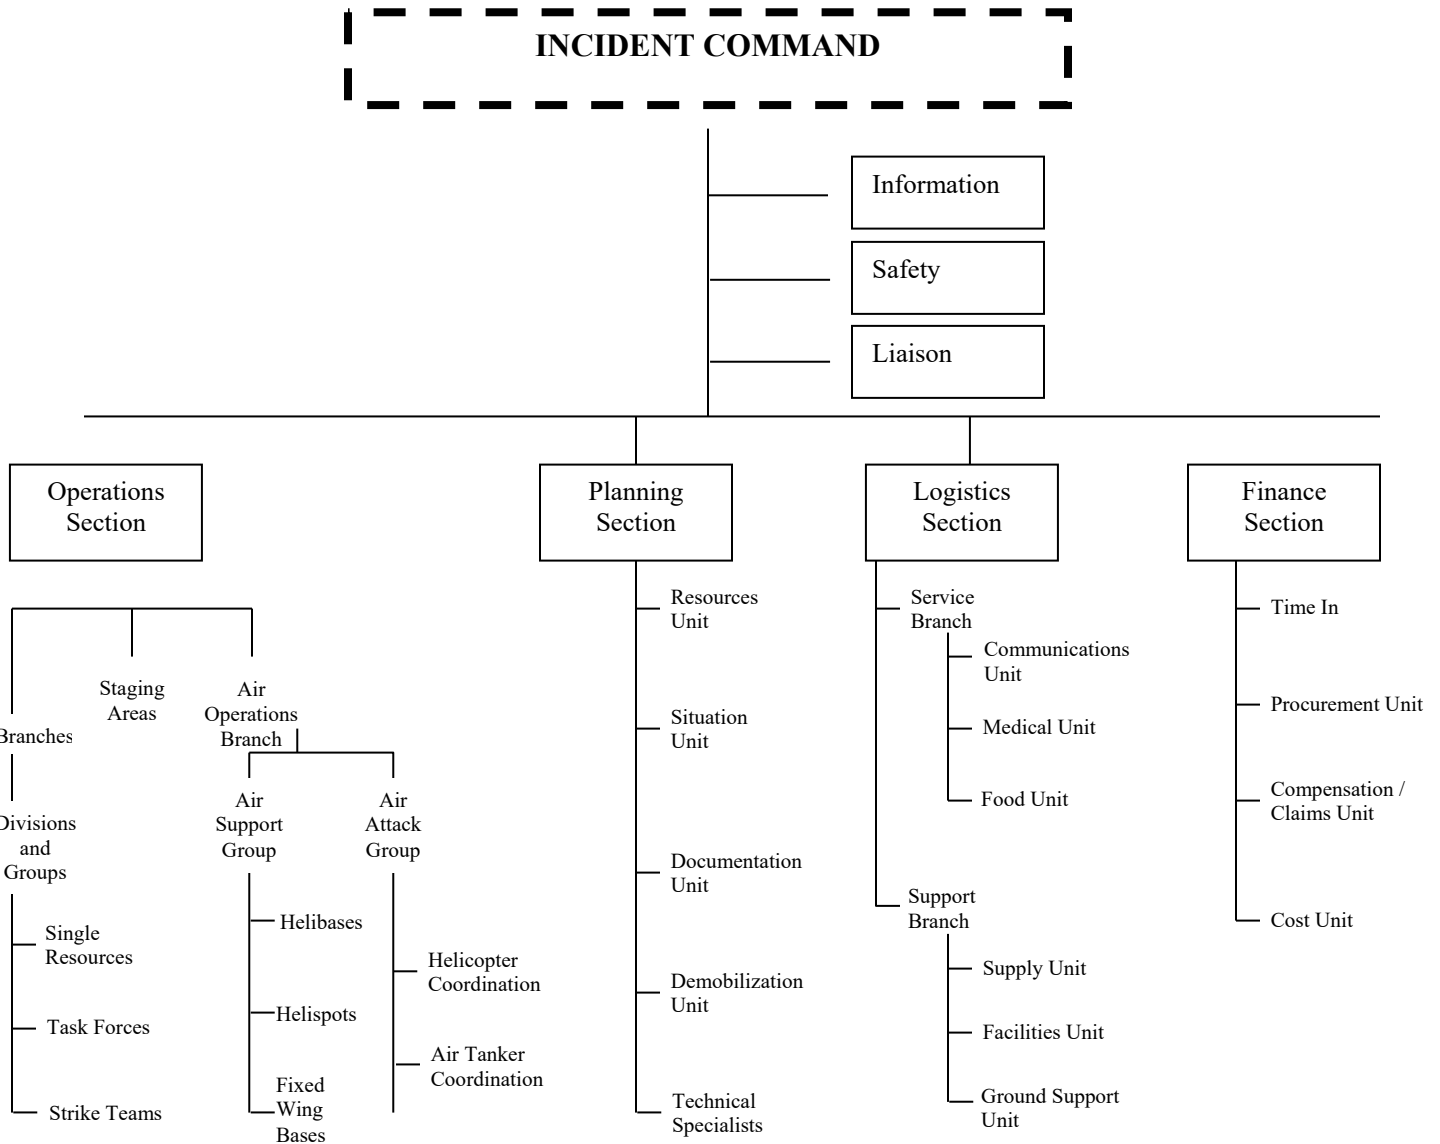 INCIDENT COMMAND
Information
Safety
Liaison
Operations
Section
Planning
Section
Logistics
Section
Finance
Section
Branches
Divisions
and
Groups
Single
Resources
Task Forces
Strike Teams
Staging
Areas
Air
Operations
Branch
Air
Support
Group
Helibases
Helispots
Fixed
Wing
Bases
Air
Attack
Group
Helicopter
Coordination
Air Tanker
Coordination
Resources
Unit
Situation
Unit
Documentation
Unit
Demobilization
Unit
Technical
Specialists
Service
Branch
Communications
Unit
Medical Unit
Food Unit
Support
Branch
Supply Unit
Facilities Unit
Ground Support
Unit
Time In
Procurement Unit
Compensation /
Claims Unit
Cost Unit